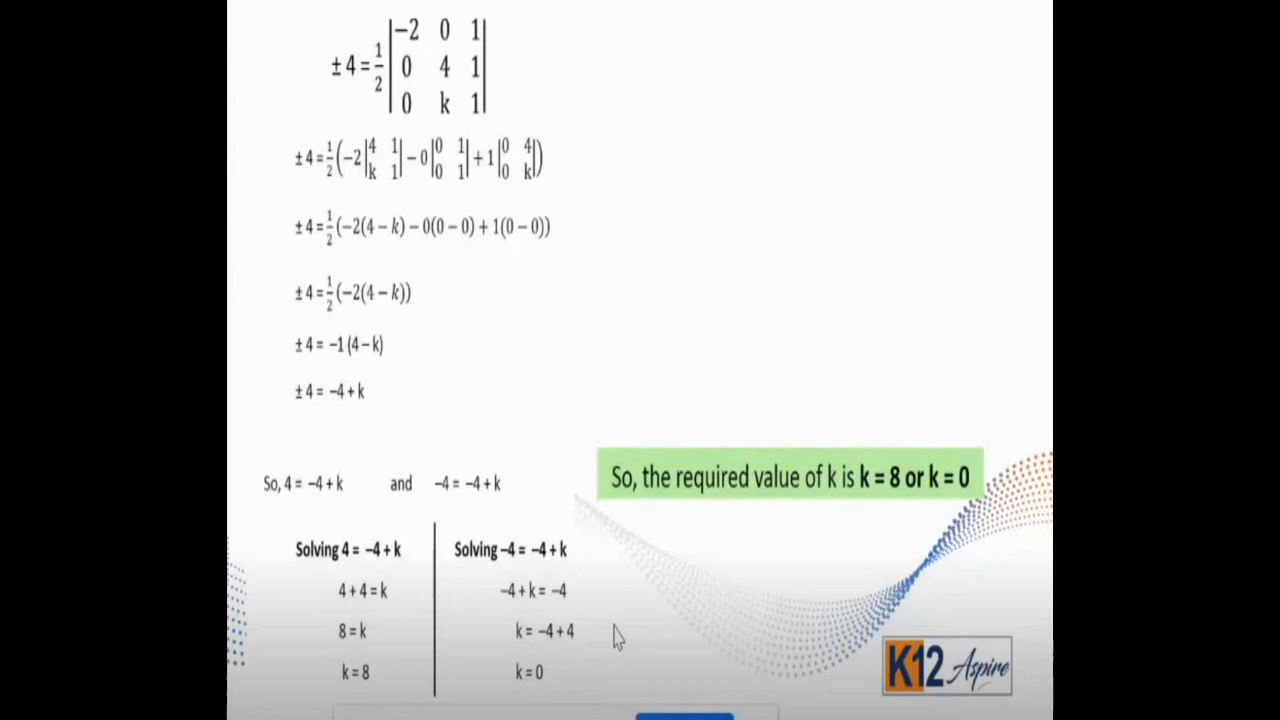 ± 4 = 1/2 |−2 0 1|
|0 4 1|
|0 k 1|
± 4 = 1/2 (−2 |4 1| − 0 |0 1| + 1 |0 4|)
|k 1| |0 1| |0 k|
± 4 = 1/2 (−2(4 − k) − 0(0 − 0) + 1(0 − 0))
± 4 = 1/2 (−2(4 − k))
± 4 = −1 (4 − k)
± 4 = −4 + k
So, 4 = −4 + k and −4 = −4 + k
So, the required value of k is k = 8 or k = 0
Solving 4 = −4 + k
4 + 4 = k
8 = k
k = 8
Solving −4 = −4 + k
−4 + k = −4
k = −4 + 4
k = 0
K12 Aspire